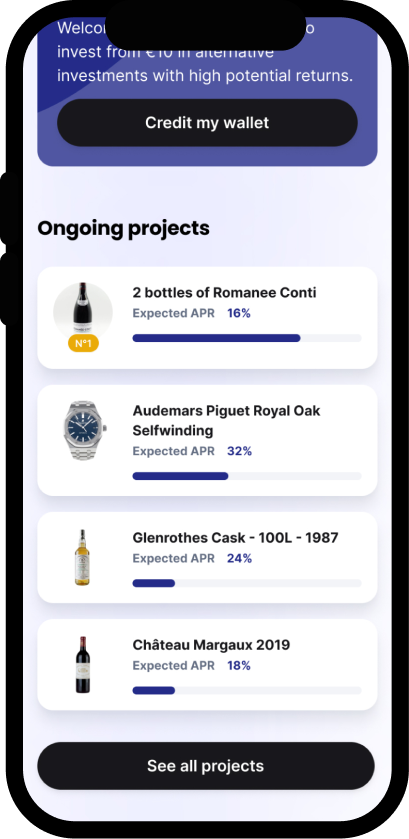 Welco
invest from €10 in alternative
investments with high potential returns.
Credit my wallet
Ongoing projects
2 bottles of Romanee Conti
Expected APR 16%
N°1
Audemars Piguet Royal Oak
Selfwinding
Expected APR 32%
Glenrothes Cask - 100L - 1987
Expected APR 24%
Château Margaux 2019
Expected APR 18%
See all projects